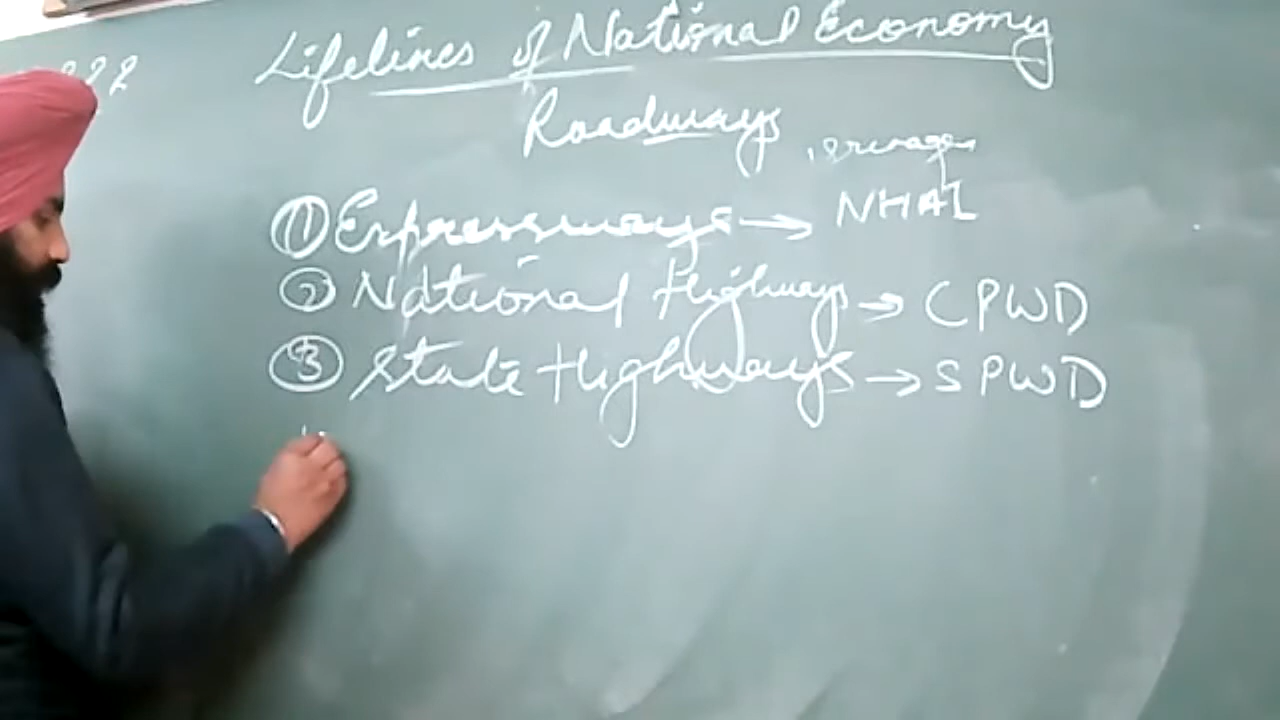 Lifelines of National Economy
Roadways
① Expressways → NHAI
② National Highways → CPWD
③ State Highways → SPWD